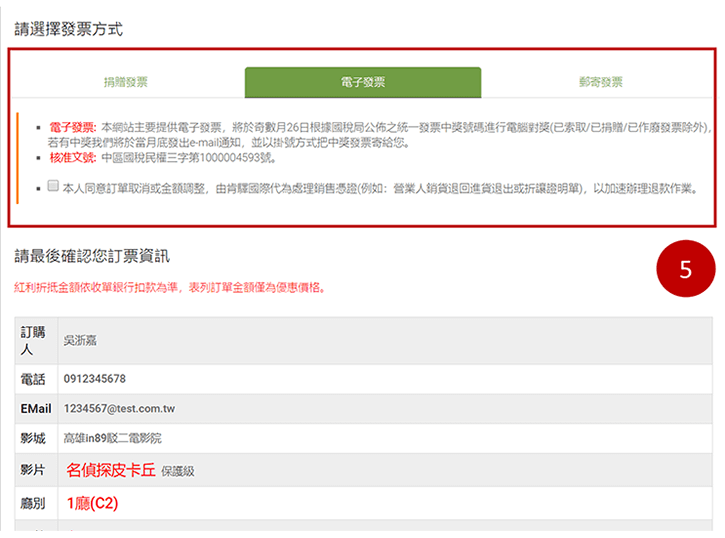 請選擇發票方式
捐贈發票
電子發票
郵寄發票
電子發票: 本網站主要提供電子發票，將於奇數月26日根據國稅局公佈之統一發票中獎號碼進行電腦對獎(已索取/已捐贈/已作廢發票除外)，
若有中獎我們將於當月底發出e-mail通知，並以掛號方式把中獎發票寄給您。
核准文號: 中區國稅民權三字第1000004593號。
本人同意訂單取消或金額調整，由肯驛國際代為處理銷售憑證(例如：營業人銷貨退回進貨退出或折讓證明單)，以加速辦理退款作業。
請最後確認您訂票資訊
5
紅利折抵金額依收單銀行扣款為準，表列訂單金額僅為優惠價格。
訂購人 吳浙嘉
電話 0912345678
EMail 1234567@test.com.tw
影城 高雄in89駁二電影院
影片 名偵探皮卡丘 保護級
廳別 1廳(C2)